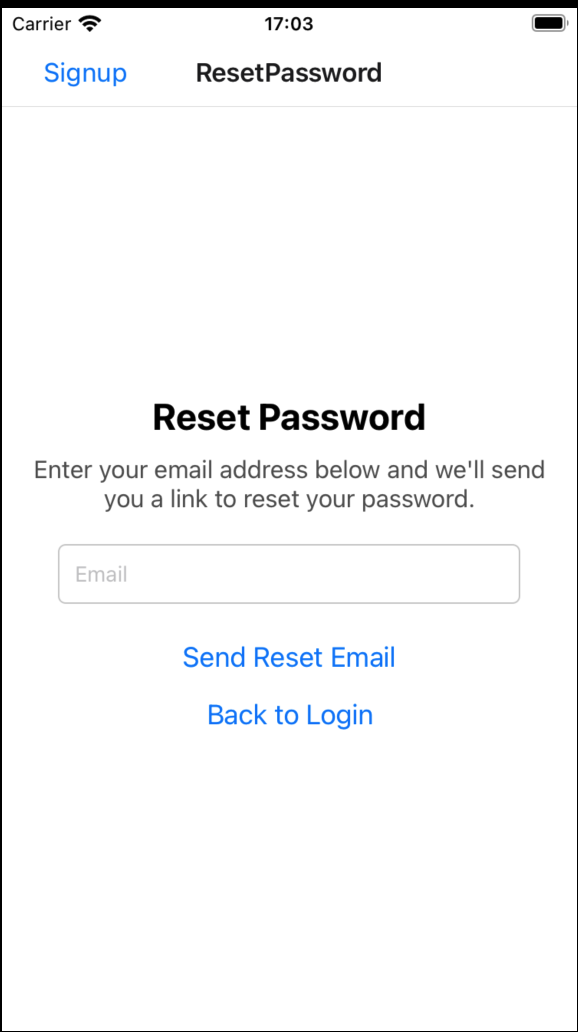 Carrier 17:03
Signup ResetPassword
Reset Password
Enter your email address below and we'll send
you a link to reset your password.
Email
Send Reset Email
Back to Login